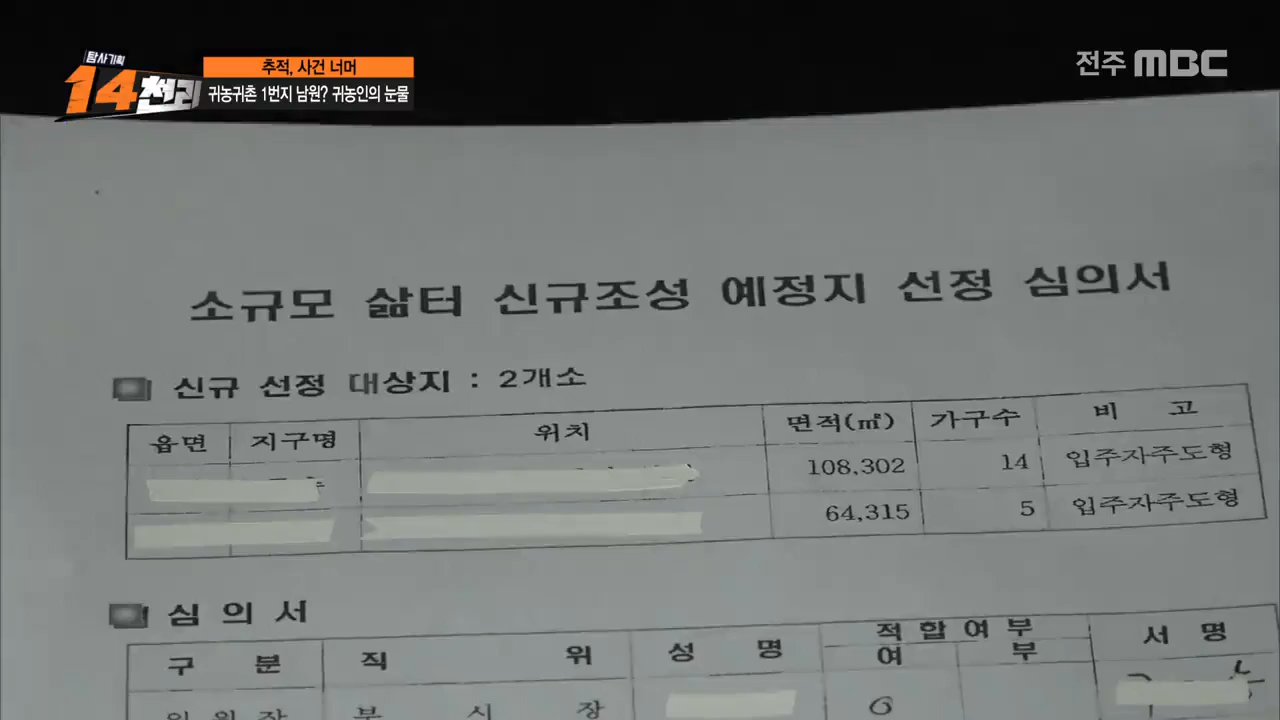 탐사기획
14천리
추적, 사건 너머
귀농귀촌 1번지 남원? 귀농인의 눈물
전주 MBC
소규모 삶터 신규조성 예정지 선정 심의서
신규 선정 대상지 : 2개소
읍면 지구명 위치 면적(㎡) 가구수 비 고
108,302 14 입주자주도형
64,315 5 입주자주도형
심 의 서
구 분 직 위 성 명 적 합 여 부 서 명
여 부
위 원 장 부 시 장